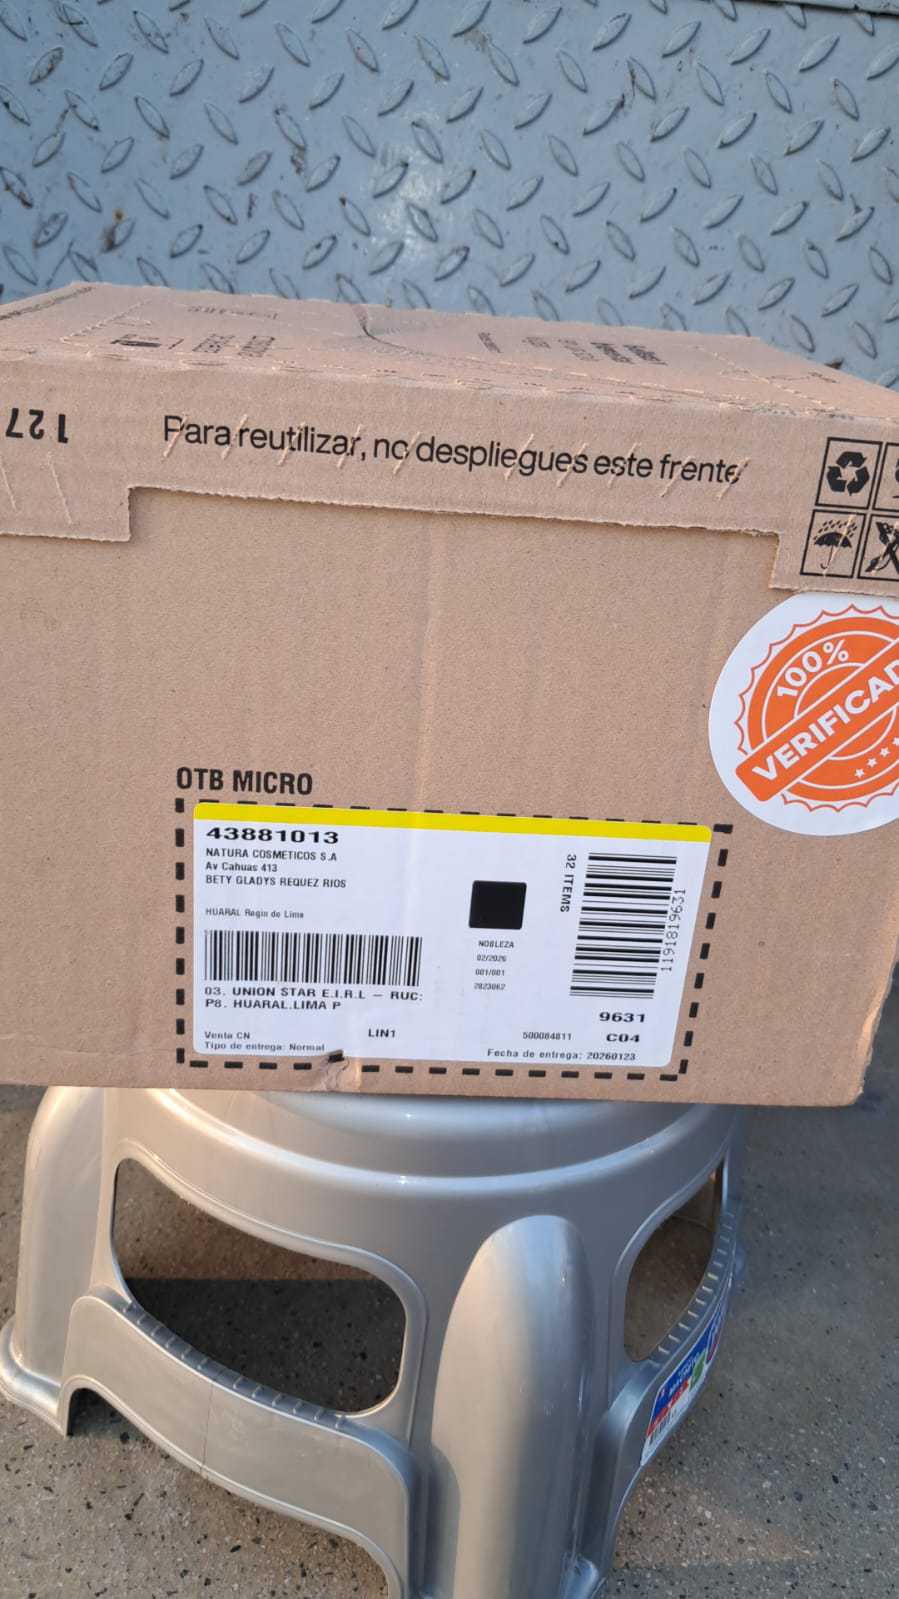 127
Para reutilizar, no despliegues este frente
100%
OTB MICRO
43881013
NATURA COSMETICOS S.A
Av Cahuas 413
BETY GLADYS REQUEZ RIOS
HUARAL Regin de Lima
32 ITEMS
1191819631
NOBLEZA
02/2026
001/001
2823062
03. UNION STAR E.I.R.L – RUC:
P8. HUARAL.LIMA P
9631
Venta CN
LIN1
500084811
C04
Tipo de entrega: Normal
Fecha de entrega: 20260123